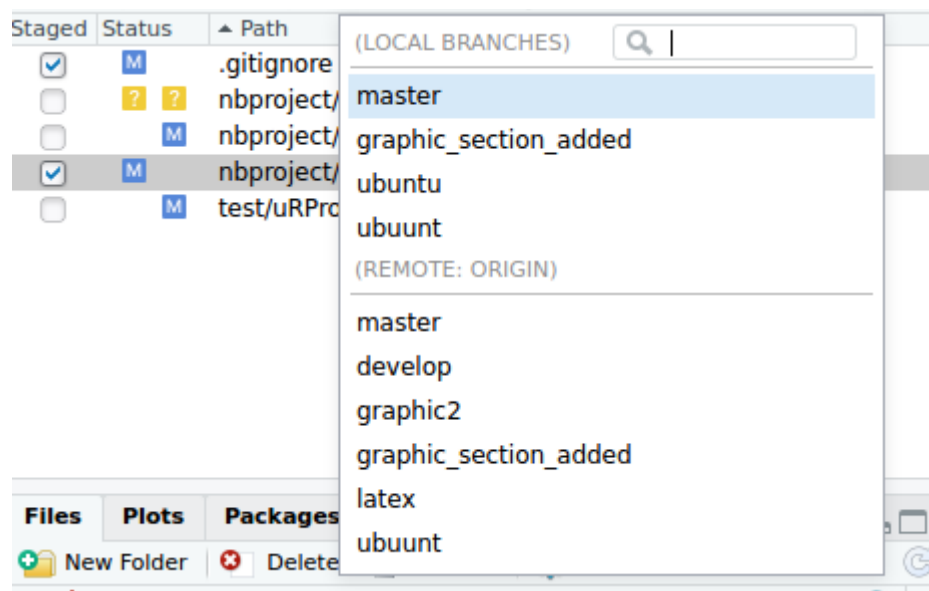 Staged Status Path (LOCAL BRANCHES)
M .gitignore
? ? nbproject/ master
M nbproject/ graphic_section_added
M nbproject/ ubuntu
M test/uRPro ubuunt
(REMOTE: ORIGIN)
master
develop
graphic2
graphic_section_added
latex
ubuunt
Files Plots Packages
New Folder Delete